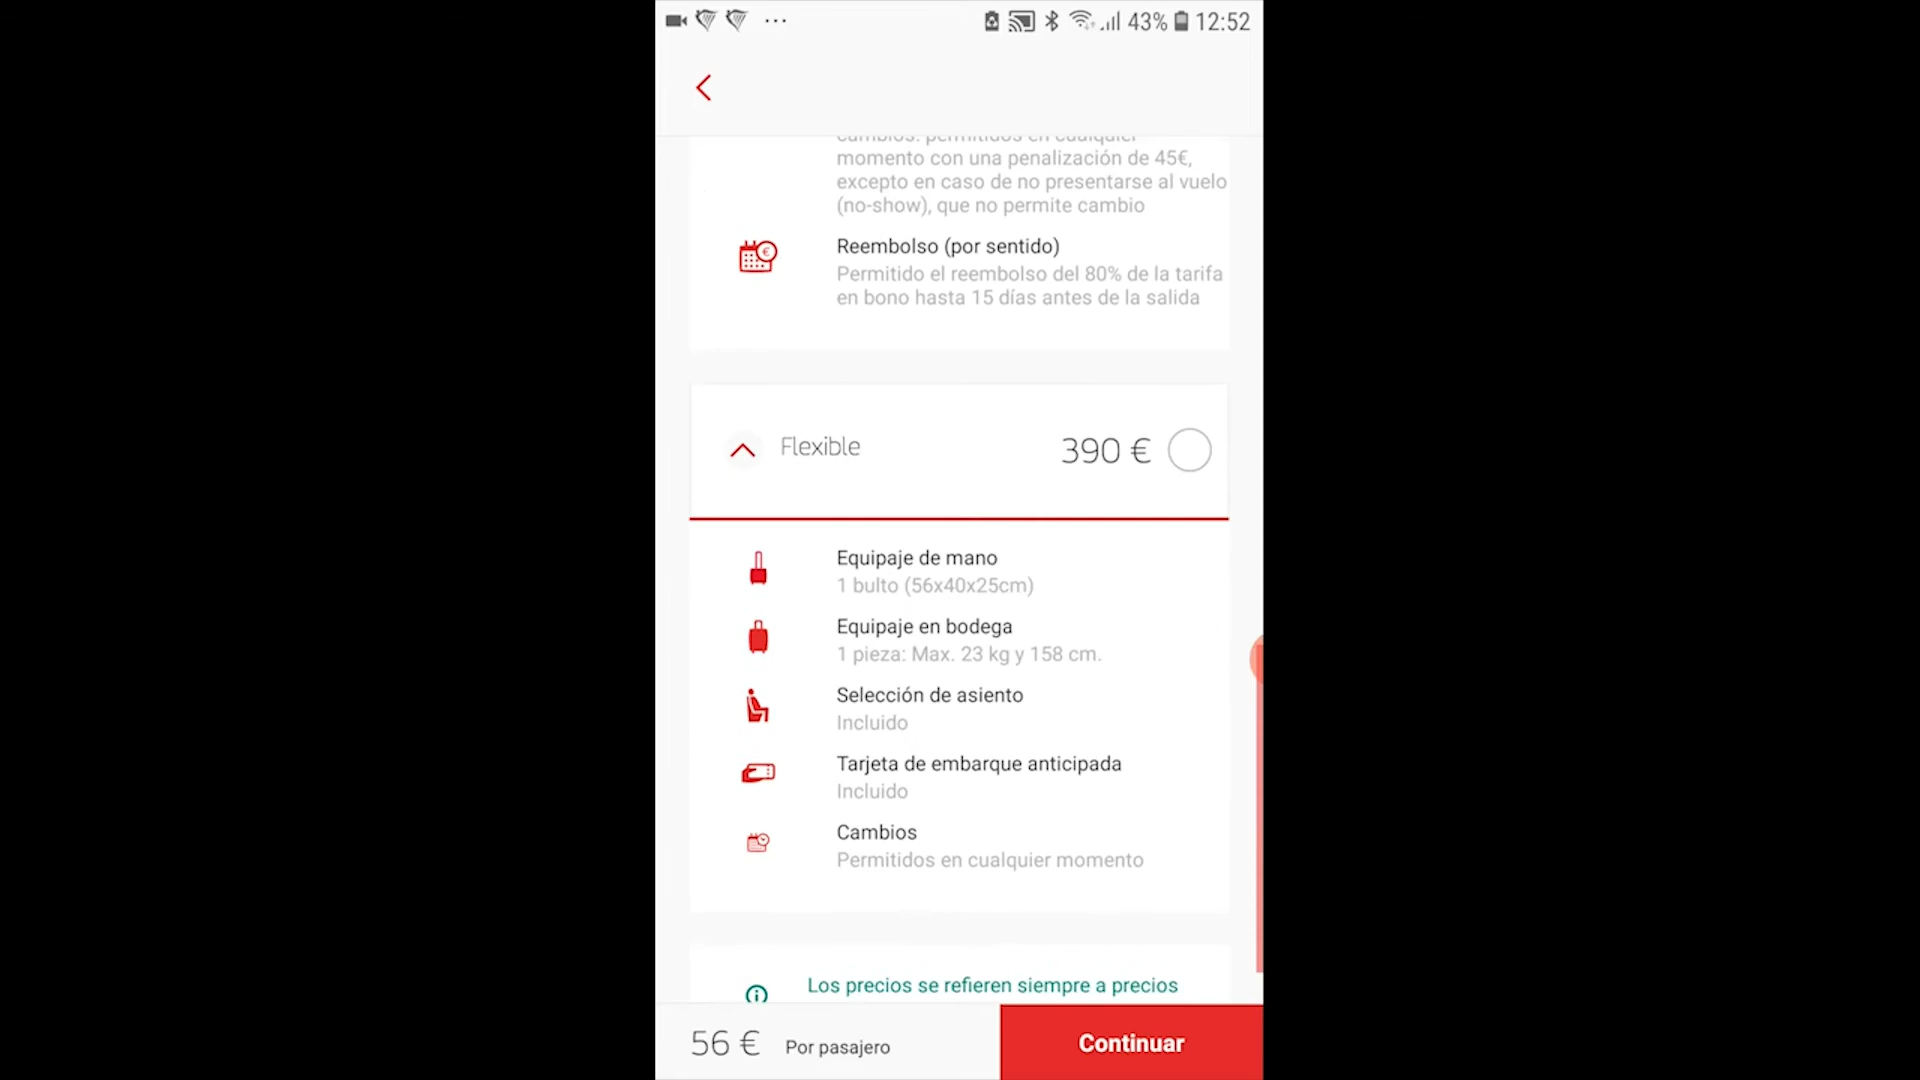 43% 12:52
cambios: permitidos en cualquier
momento con una penalización de 45€,
excepto en caso de no presentarse al vuelo
(no-show), que no permite cambio
Reembolso (por sentido)
Permitido el reembolso del 80% de la tarifa
en bono hasta 15 días antes de la salida
Flexible 390 €
Equipaje de mano
1 bulto (56x40x25cm)
Equipaje en bodega
1 pieza: Max. 23 kg y 158 cm.
Selección de asiento
Incluido
Tarjeta de embarque anticipada
Incluido
Cambios
Permitidos en cualquier momento
Los precios se refieren siempre a precios
56 € Por pasajero Continuar